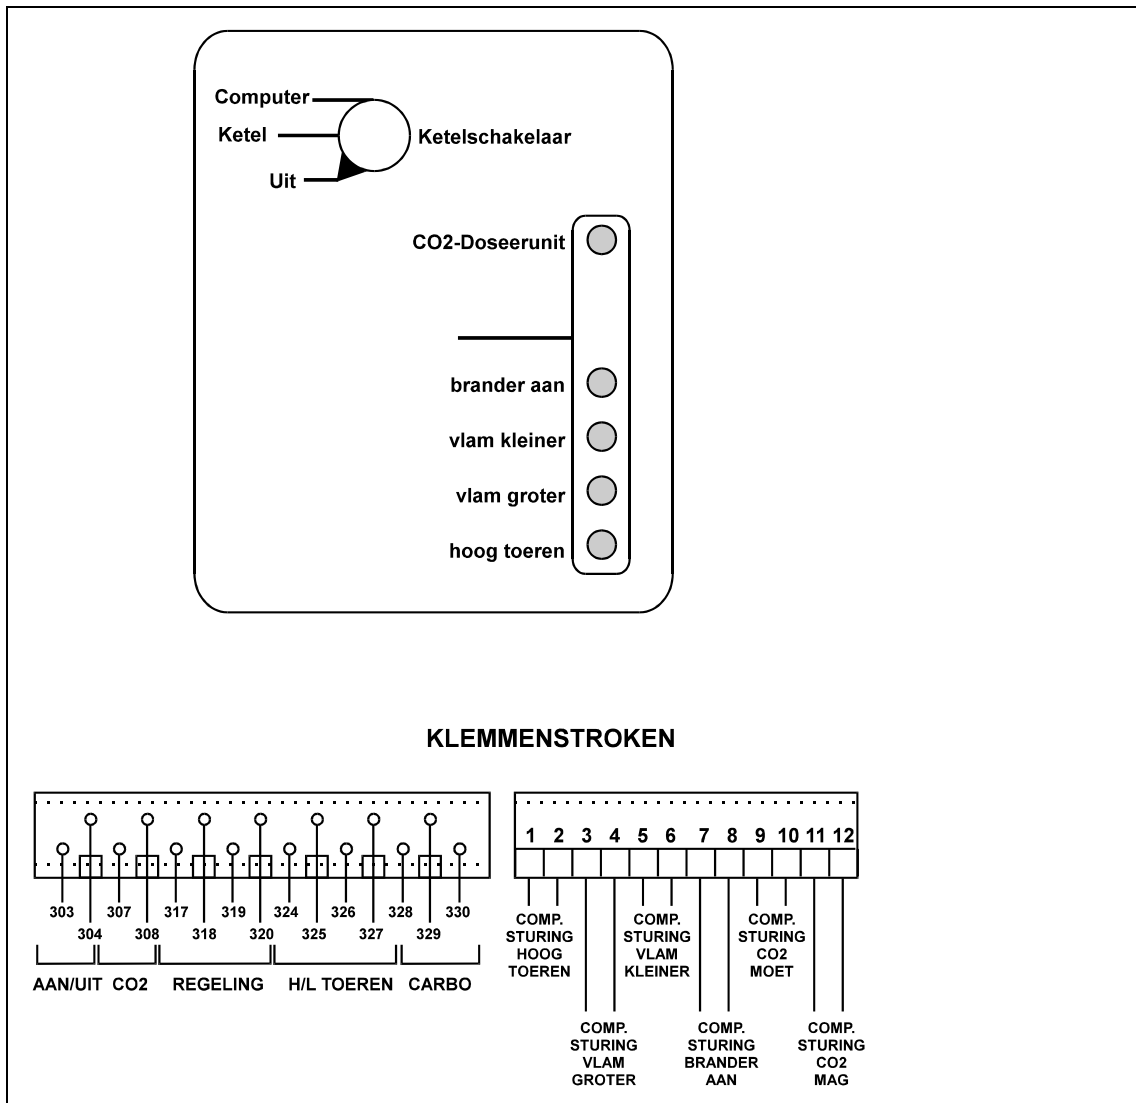 Computer
Ketel
Ketelschakelaar
Uit
CO2-Doseerunit
brander aan
vlam kleiner
vlam groter
hoog toeren
KLEMMENSTROKEN
1 2 3 4 5 6 7 8 9 10 11 12
303 307 317 319 324 326 328 330
304 308 318 320 325 327 329
AAN/UIT CO2 REGELING H/L TOEREN CARBO
COMP.
STURING
HOOG
TOEREN
COMP.
STURING
VLAM
KLEINER
COMP.
STURING
CO2
MOET
COMP.
STURING
VLAM
GROTER
COMP.
STURING
BRANDER
AAN
COMP.
STURING
CO2
MAG